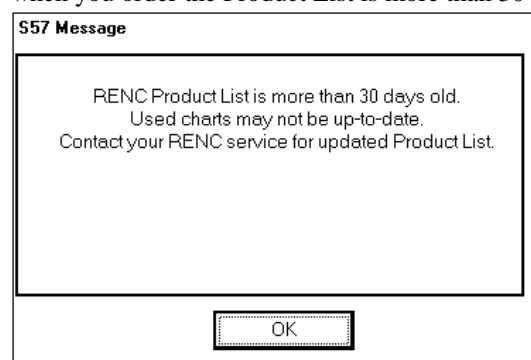 when you order the Product List is more than 30
S57 Message
RENC Product List is more than 30 days old.
Used charts may not be up-to-date.
Contact your RENC service for updated Product List.
OK